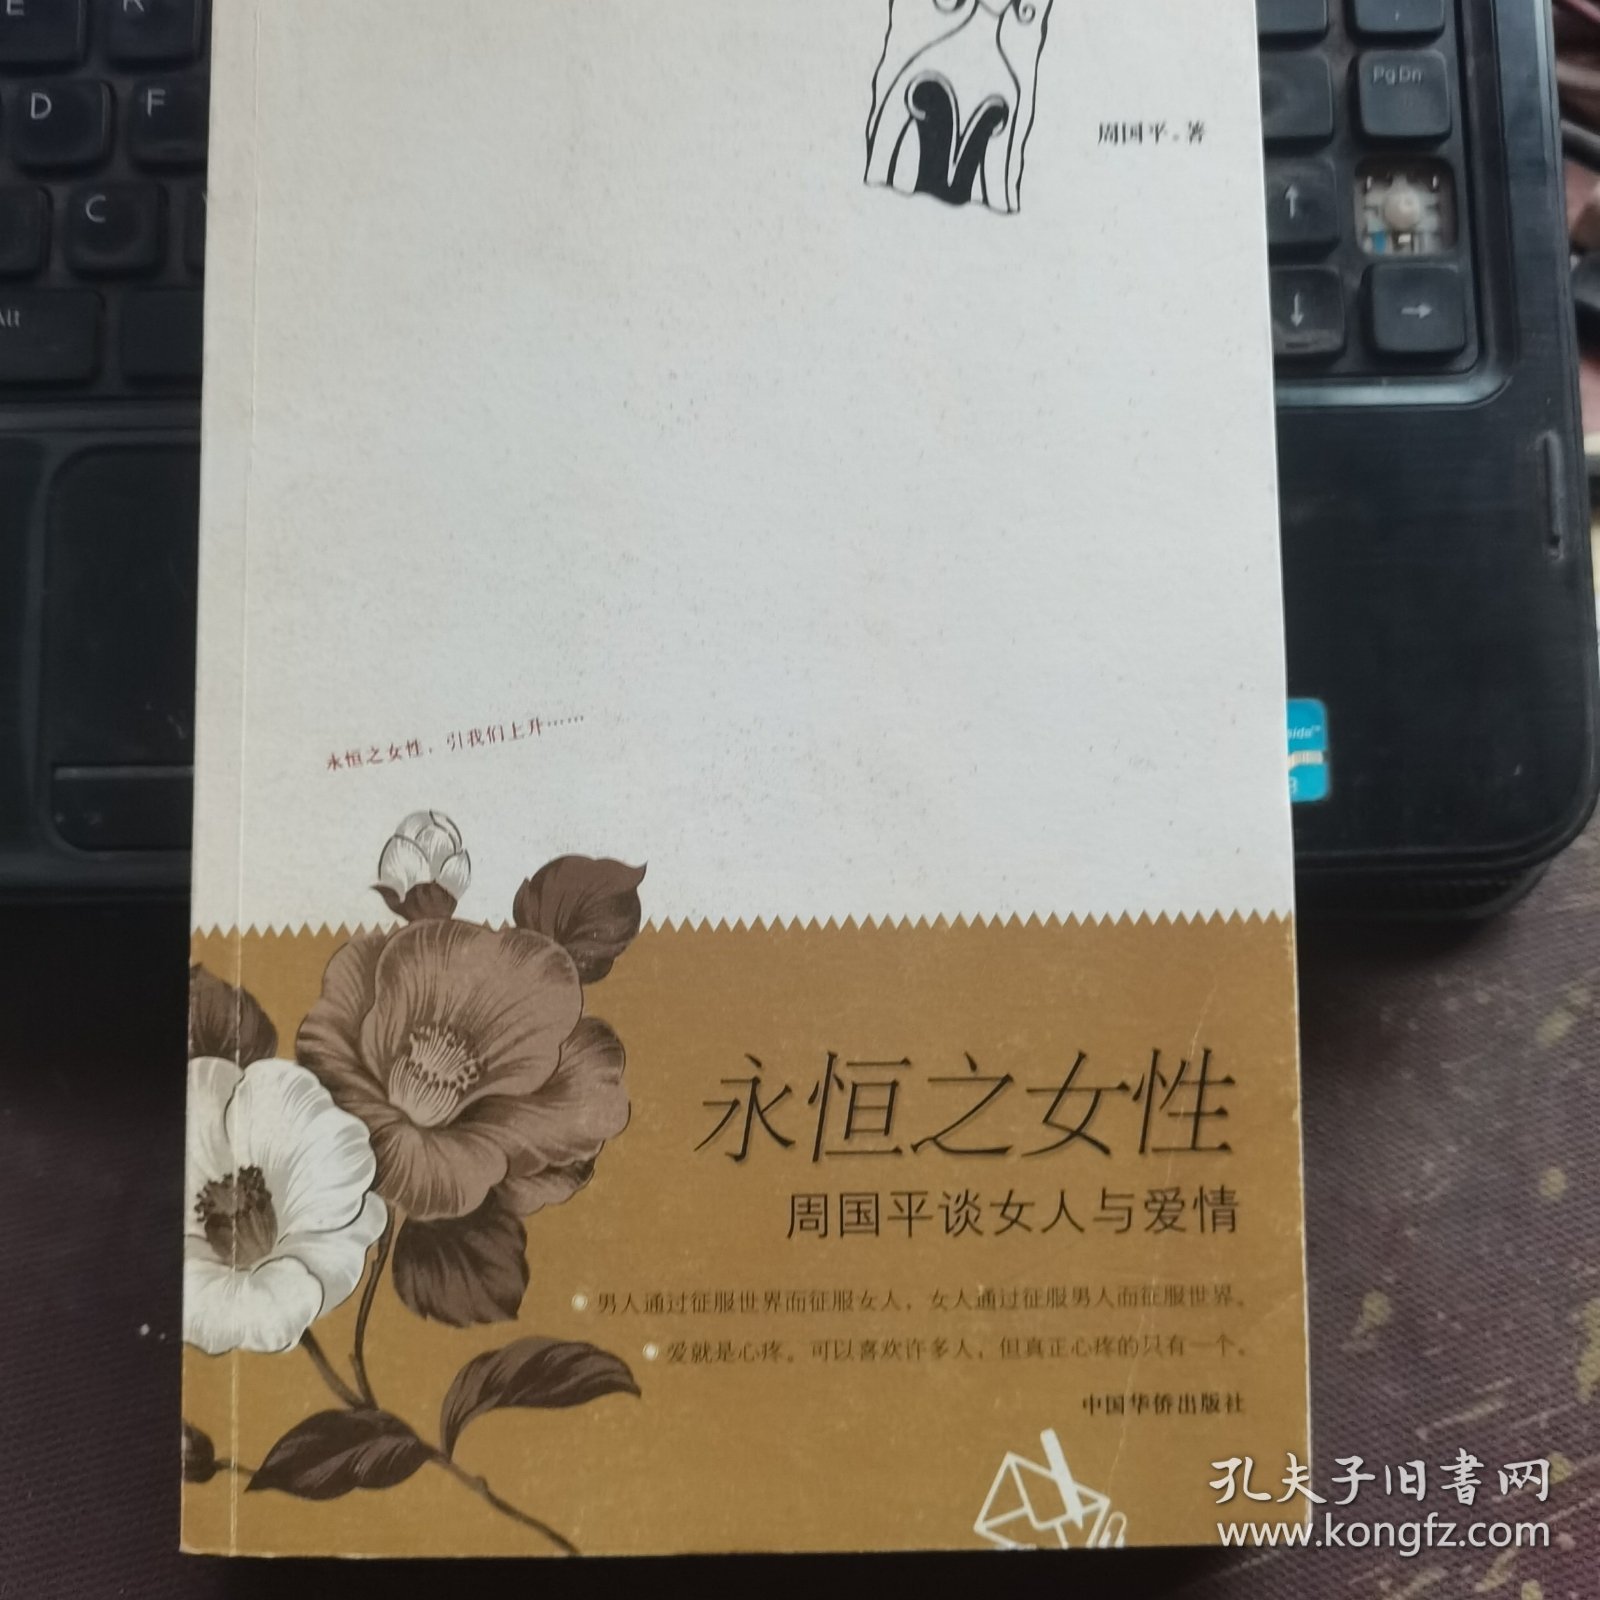 E
R
D
F
C
Alt
PgDn
↑
↓
→
周国平·著
永恒之女性，引我们上升……
永恒之女性
周国平谈女人与爱情
男人通过征服世界而征服女人，女人通过征服男人而征服世界。
爱就是心疼。可以喜欢许多人，但真正心疼的只有一个。
中国华侨出版社
孔夫子旧书网
www.kongfz.com